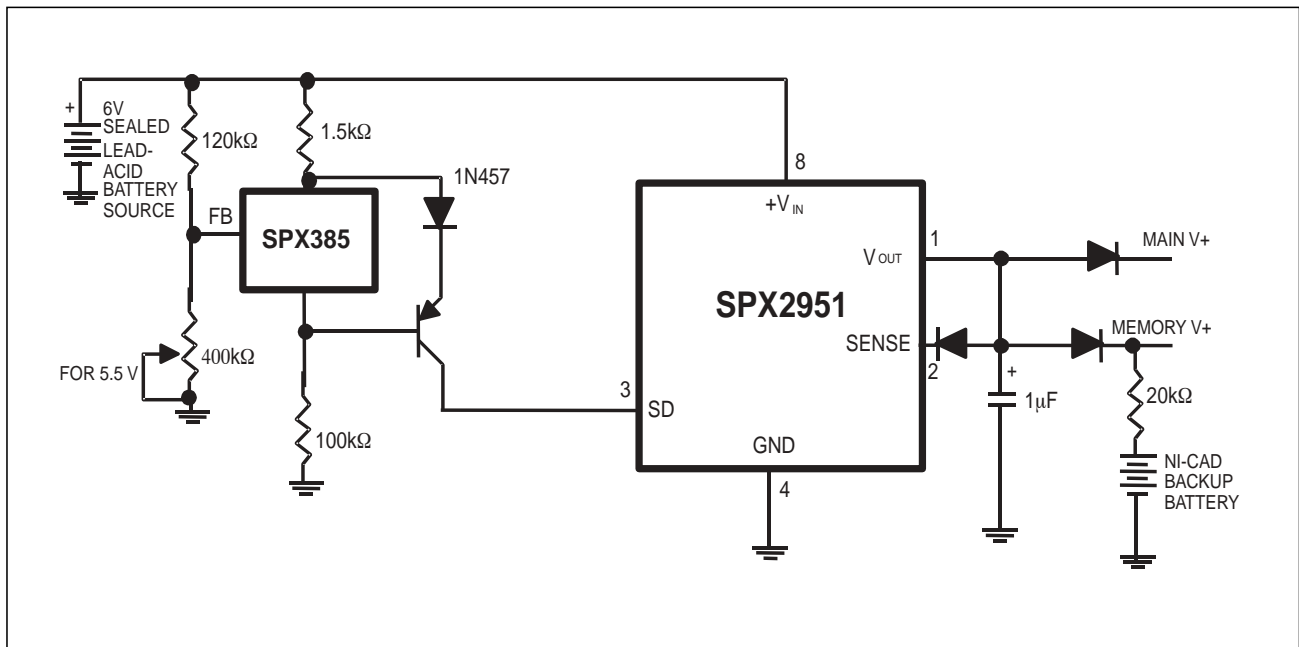 +
6V
SEALED
LEAD-
ACID
BATTERY
SOURCE
120kΩ
1.5kΩ
1N457
FB
SPX385
FOR 5.5 V
400kΩ
100kΩ
8
+VIN
1
VOUT
SPX2951
SENSE
2
3
SD
GND
4
MAIN V+
MEMORY V+
+
1µF
20kΩ
NI-CAD
BACKUP
BATTERY